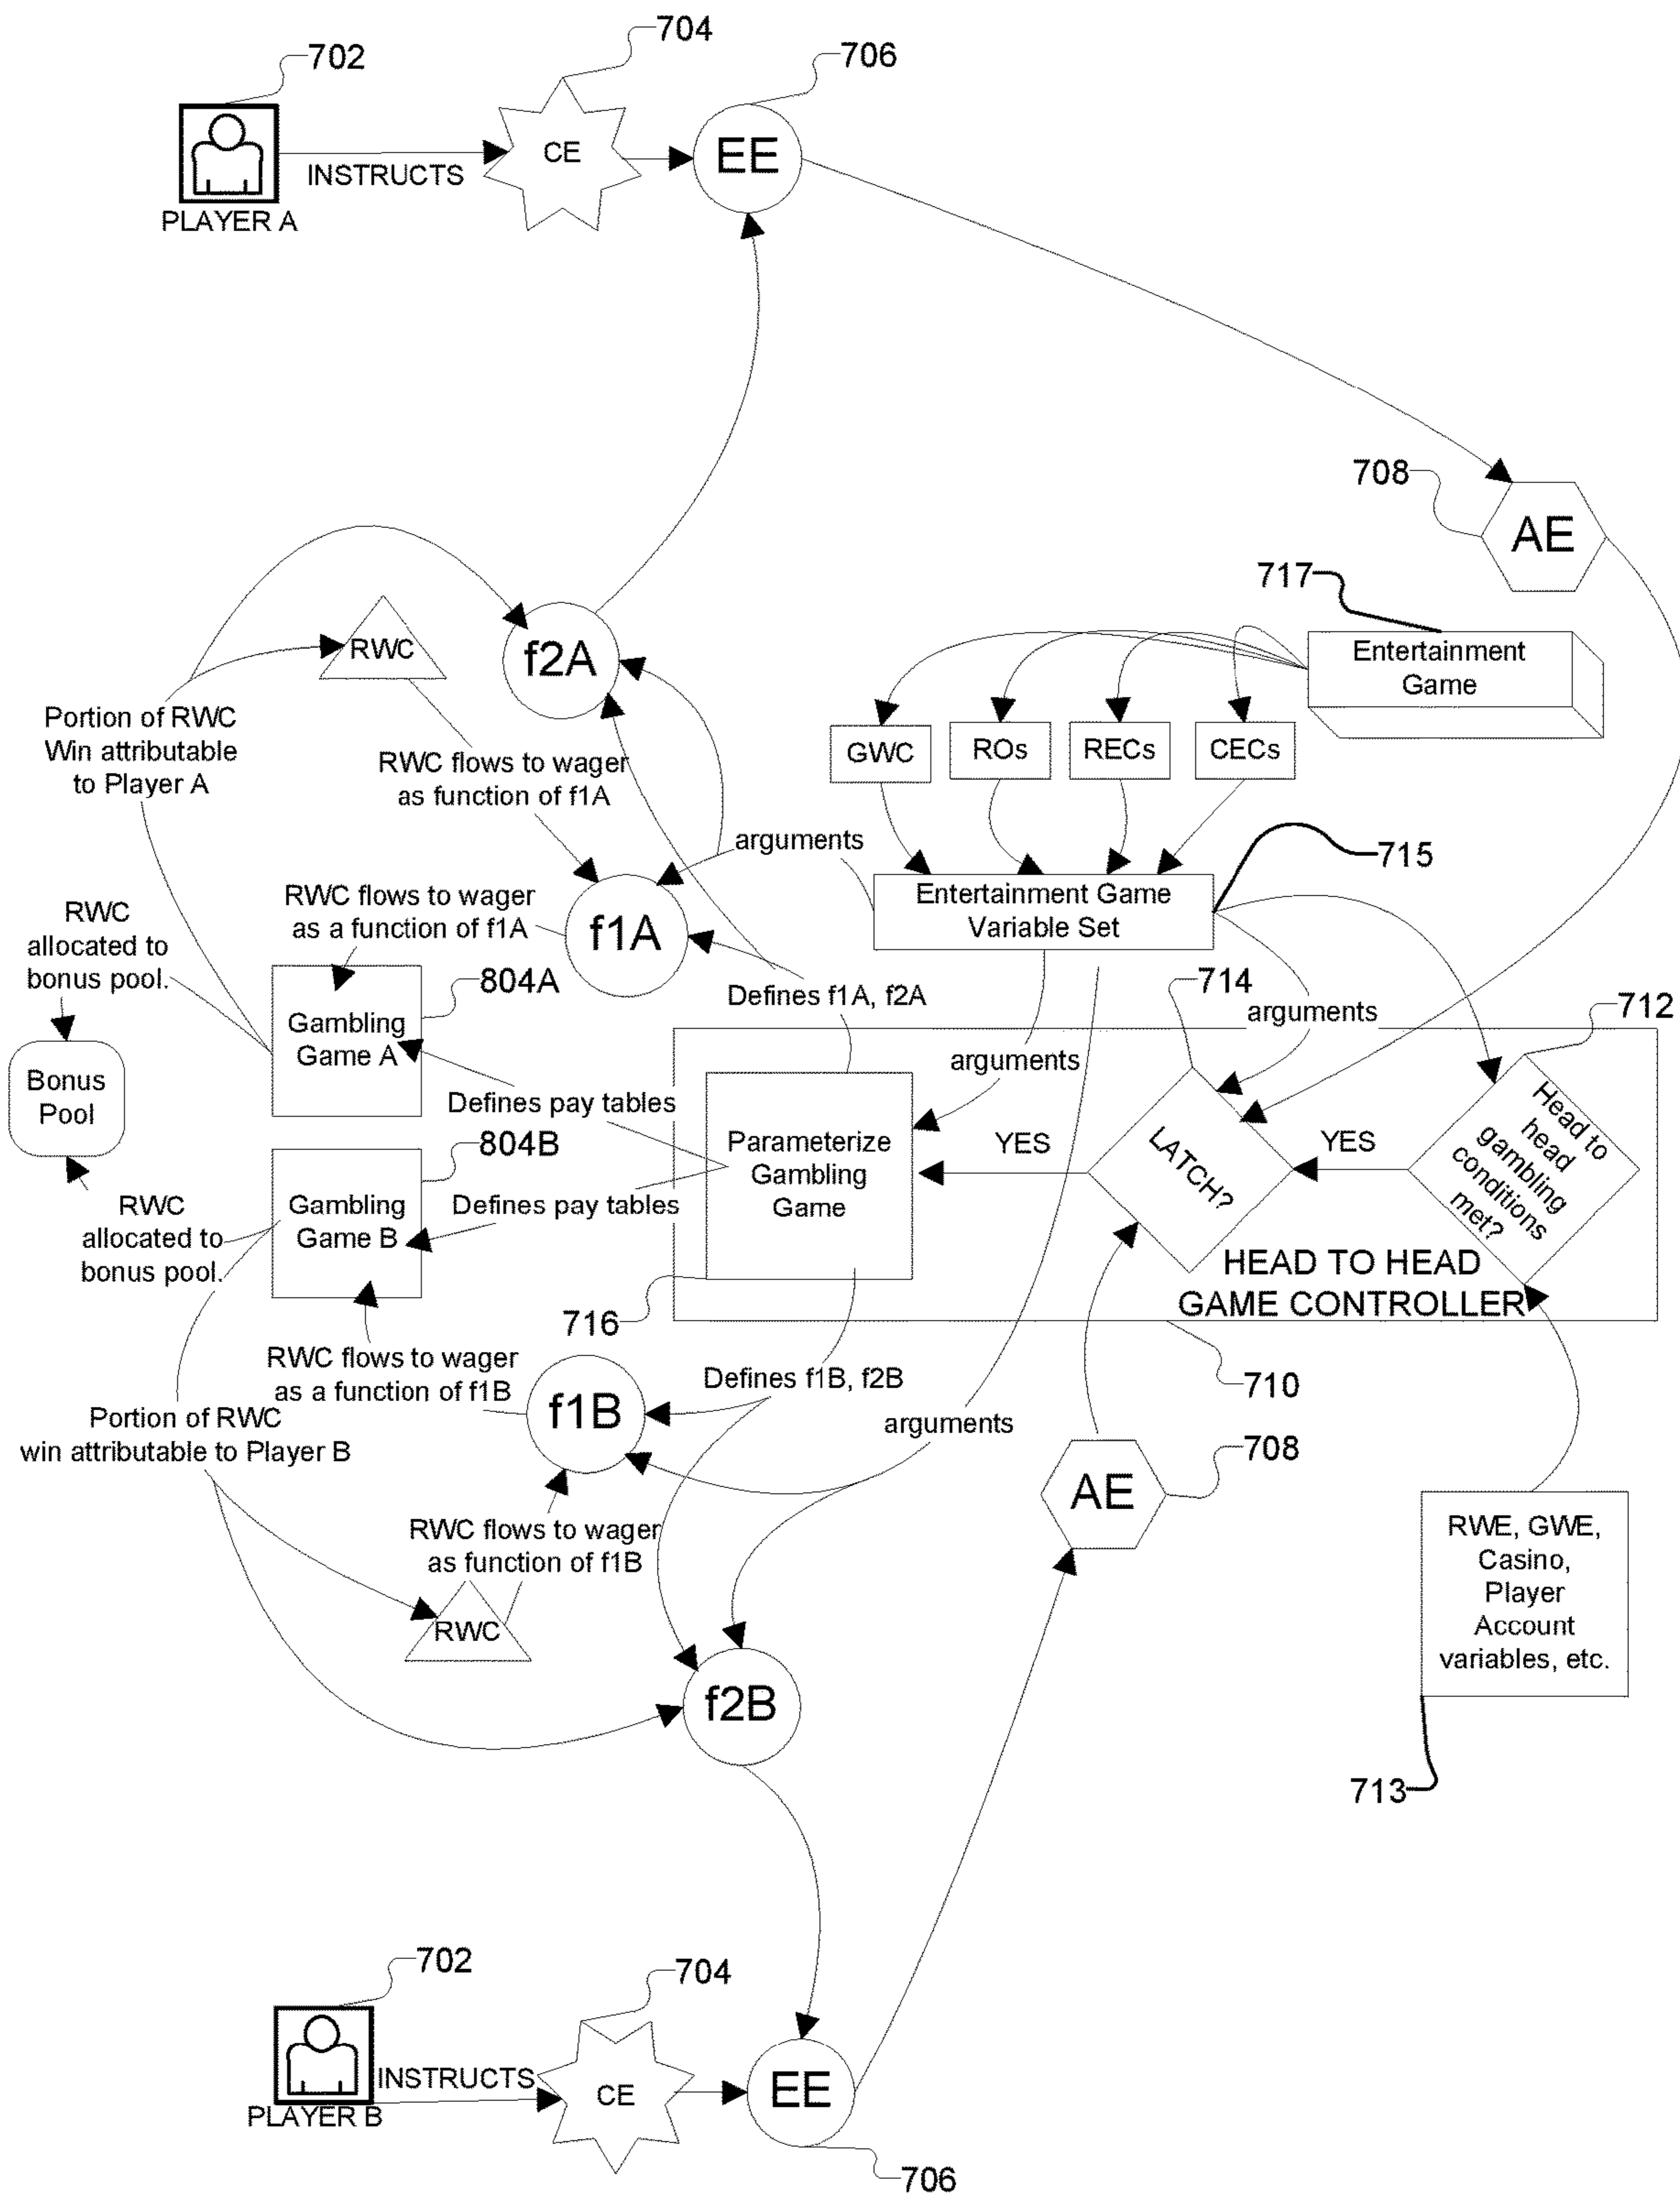 704
702
706
CE
EE
INSTRUCTS
PLAYER A
708
AE
717
Entertainment
Game
RWC
f2A
Portion of RWC
Win attributable
to Player A
GWC
ROs
RECs
CECs
RWC flows to wager
as function of f1A
arguments
715
Entertainment Game
Variable Set
RWC flows to wager
as a function of f1A
f1A
RWC
allocated to
bonus pool.
804A
Defines f1A, f2A
714
arguments
712
Gambling
Game A
arguments
Bonus
Pool
Defines pay tables
Parameterize
Gambling
Game
YES
LATCH?
YES
Head to
head
gambling
conditions
met?
804B
Gambling
Game B
Defines pay tables
RWC
allocated to
bonus pool.
HEAD TO HEAD
GAME CONTROLLER
716
710
RWC flows to wager
as a function of f1B
f1B
Defines f1B, f2B
arguments
Portion of RWC
win attributable to Player B
708
AE
RWC flows to wager
as function of f1B
RWC
RWE, GWE,
Casino,
Player
Account
variables, etc.
f2B
713
702
704
INSTRUCTS
CE
EE
PLAYER B
706